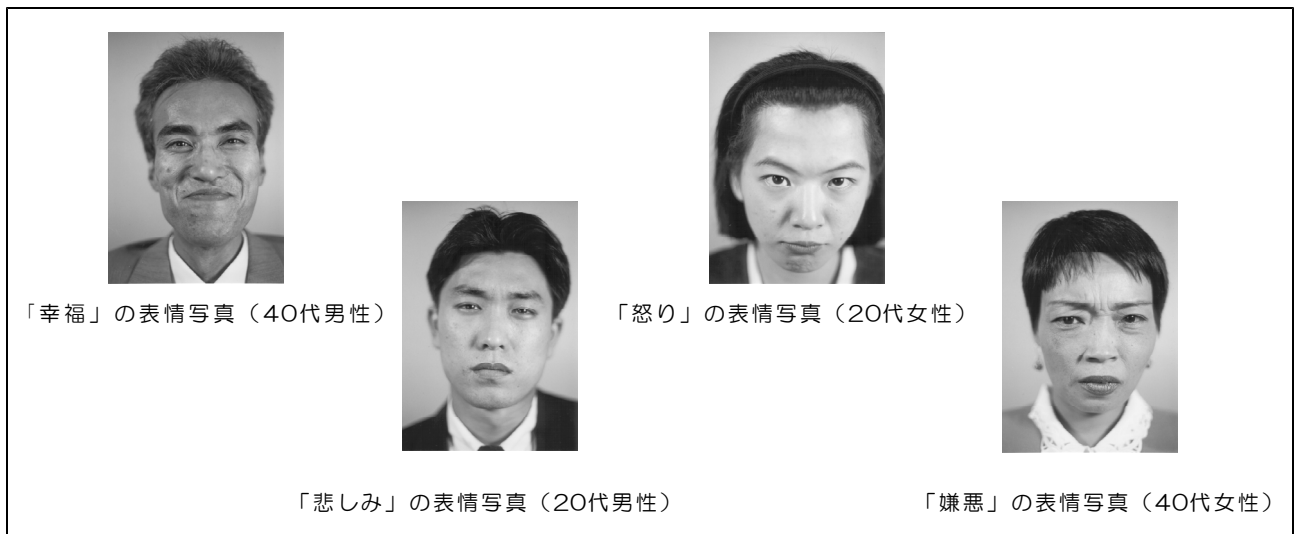 「幸福」の表情写真（40代男性）
「怒り」の表情写真（20代女性）
「悲しみ」の表情写真（20代男性）
「嫌悪」の表情写真（40代女性）